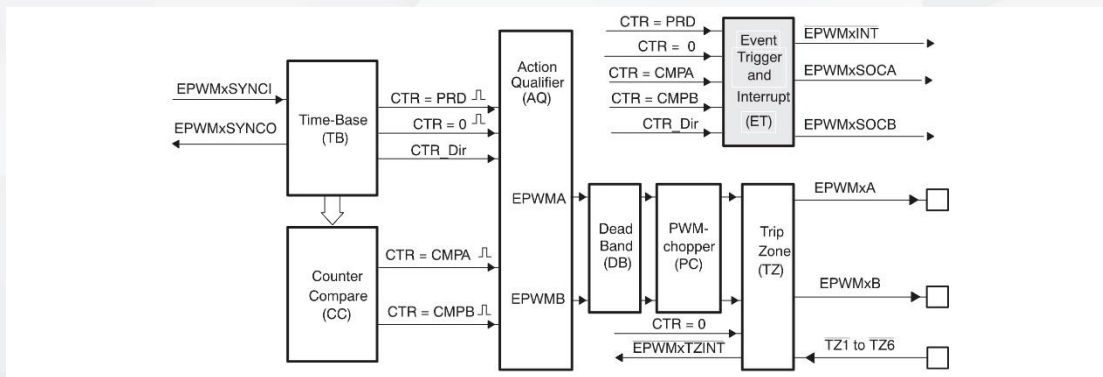 EPWMxSYNCI
EPWMxSYNCO
Time-Base
(TB)
CTR = PRD
CTR = 0
CTR_Dir
Counter
Compare
(CC)
CTR = CMPA
CTR = CMPB
Action
Qualifier
(AQ)
EPWMA
EPWMB
CTR = PRD
CTR = 0
CTR = CMPA
CTR = CMPB
CTR_Dir
Event
Trigger
and
Interrupt
(ET)
EPWMxINT
EPWMxSOCA
EPWMxSOCB
Dead
Band
(DB)
PWM-
chopper
(PC)
Trip
Zone
(TZ)
EPWMxA
EPWMxB
CTR = 0
EPWMxTZINT
TZ1 to TZ6